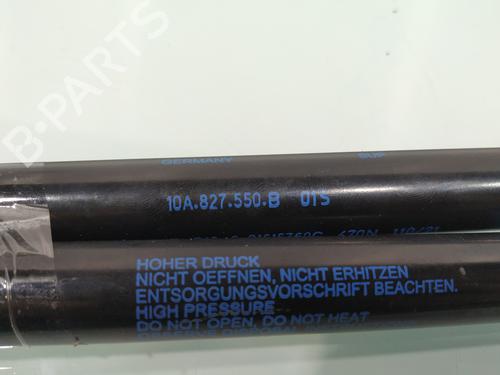 B-PARTS
GERMANY
10A.827.550.B 0TS
HOHER DRUCK
NICHT OEFFNEN, NICHT ERHITZEN
ENTSORGUNGSVORSCHRIFT BEACHTEN.
HIGH PRESSURE
DO NOT OPEN, DO NOT HEAT